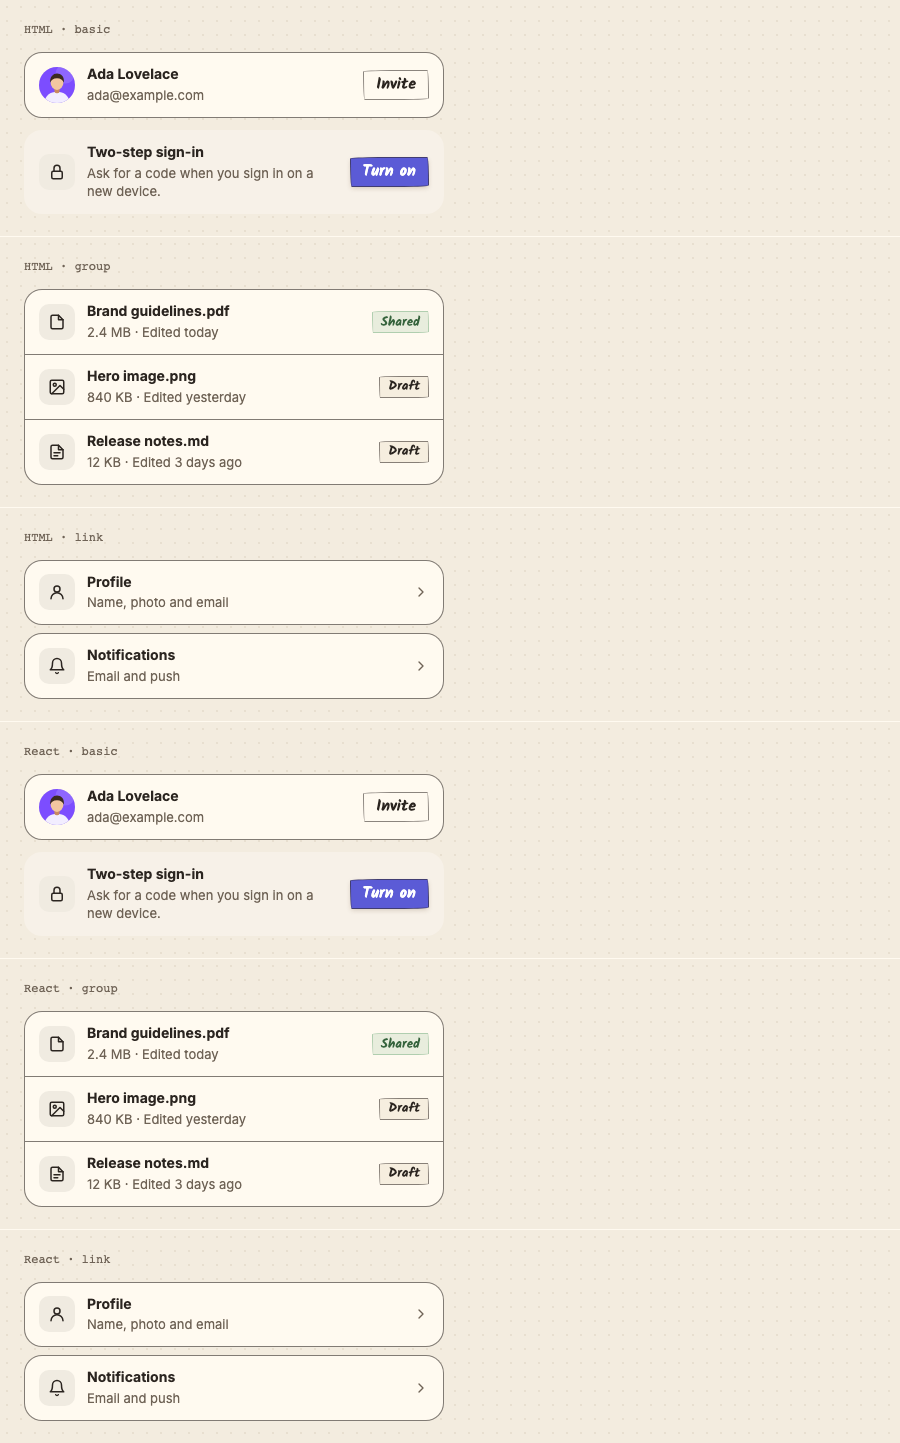 HTML · basic
Ada Lovelace
ada@example.com
Invite
Two-step sign-in
Ask for a code when you sign in on a
new device.
Turn on
HTML · group
Brand guidelines.pdf
2.4 MB · Edited today
Shared
Hero image.png
840 KB · Edited yesterday
Draft
Release notes.md
12 KB · Edited 3 days ago
Draft
HTML · link
Profile
Name, photo and email
Notifications
Email and push
React · basic
Ada Lovelace
ada@example.com
Invite
Two-step sign-in
Ask for a code when you sign in on a
new device.
Turn on
React · group
Brand guidelines.pdf
2.4 MB · Edited today
Shared
Hero image.png
840 KB · Edited yesterday
Draft
Release notes.md
12 KB · Edited 3 days ago
Draft
React · link
Profile
Name, photo and email
Notifications
Email and push